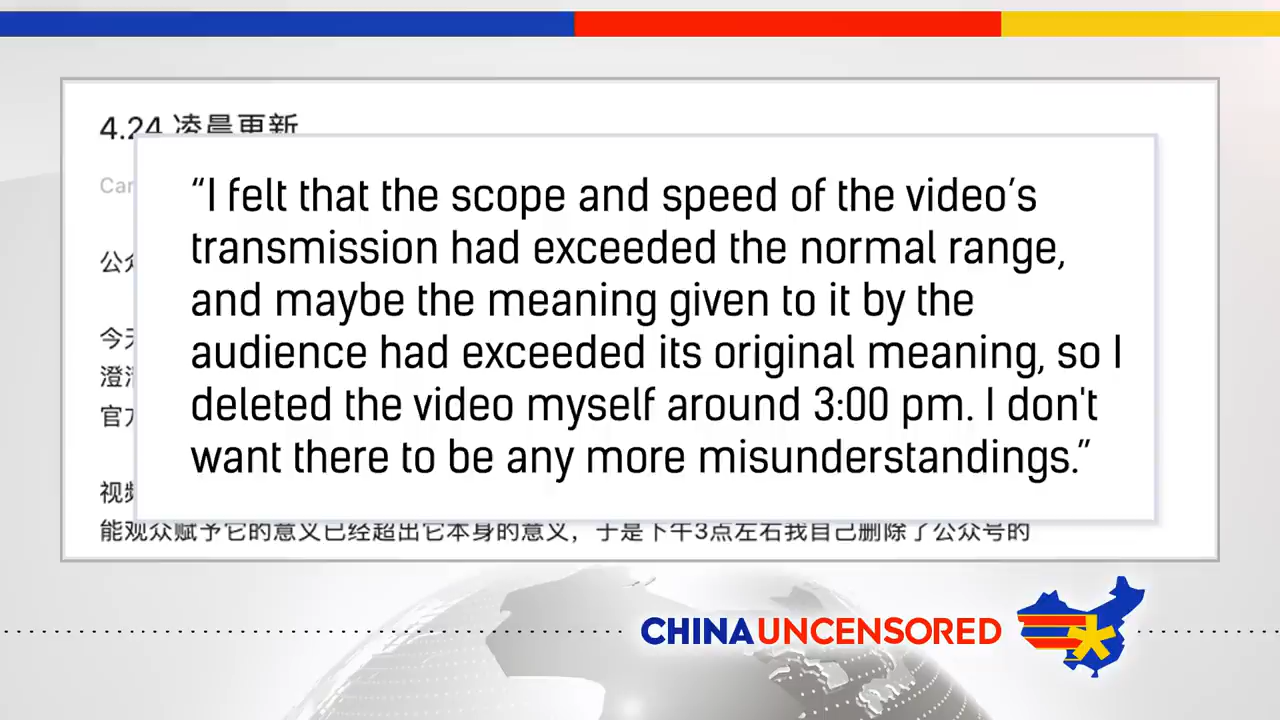 4.24 凌晨更新
Car
公众
“I felt that the scope and speed of the video’s
transmission had exceeded the normal range,
and maybe the meaning given to it by the
audience had exceeded its original meaning, so I
deleted the video myself around 3:00 pm. I don't
want there to be any more misunderstandings.”
今天
官方
视频
能观众赋予它的意义已经超出它本身的意义，于是下午3点左右我自己删除了公众号的
CHINA UNCENSORED